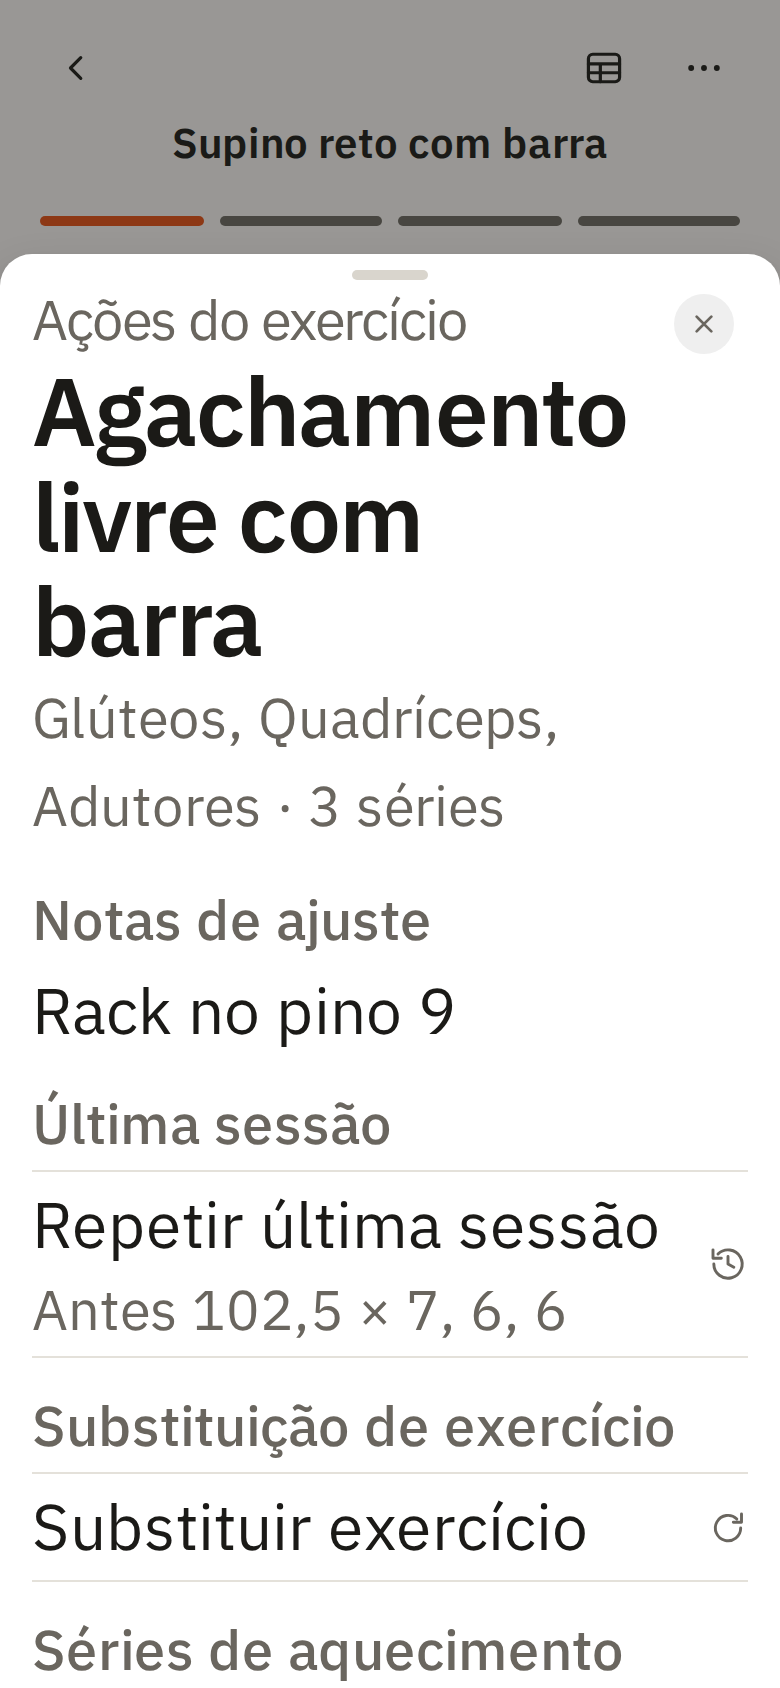 Supino reto com barra
Ações do exercício
Agachamento
livre com
barra
Glúteos, Quadríceps,
Adutores · 3 séries
Notas de ajuste
Rack no pino 9
Última sessão
Repetir última sessão
Antes 102,5 × 7, 6, 6
Substituição de exercício
Substituir exercício
Séries de aquecimento